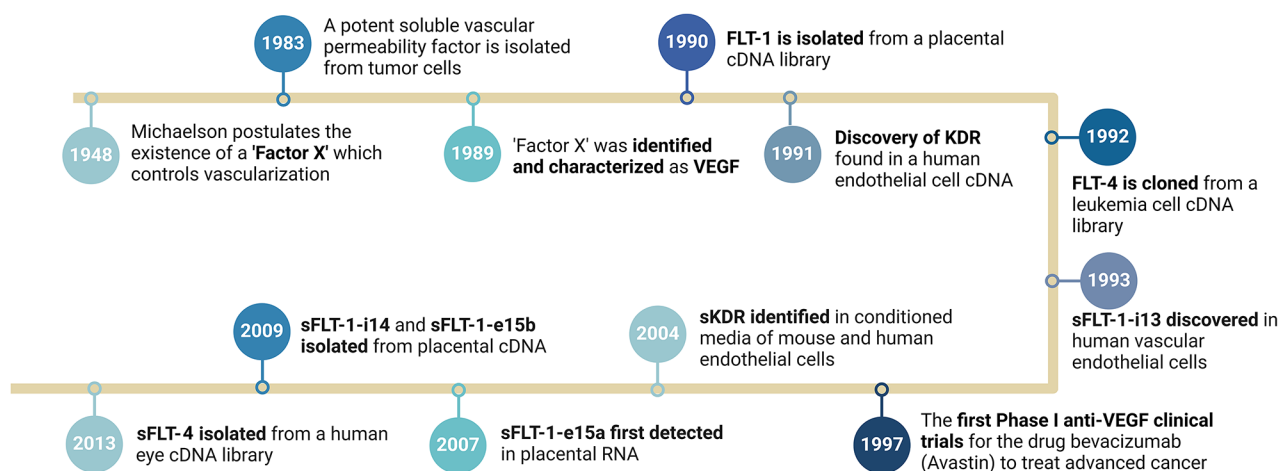 1948
Michaelson postulates the
existence of a 'Factor X' which
controls vascularization
1983
A potent soluble vascular
permeability factor is isolated
from tumor cells
1989
'Factor X' was identified
and characterized as VEGF
1990
FLT-1 is isolated from a placental
cDNA library
1991
Discovery of KDR
found in a human
endothelial cell cDNA
1992
FLT-4 is cloned from a
leukemia cell cDNA
library
1993
sFLT-1-i13 discovered in
human vascular
endothelial cells
1997
The first Phase I anti-VEGF clinical
trials for the drug bevacizumab
(Avastin) to treat advanced cancer
2004
sKDR identified in conditioned
media of mouse and human
endothelial cells
2007
sFLT-1-e15a first detected
in placental RNA
2009
sFLT-1-i14 and sFLT-1-e15b
isolated from placental cDNA
2013
sFLT-4 isolated from a human
eye cDNA library